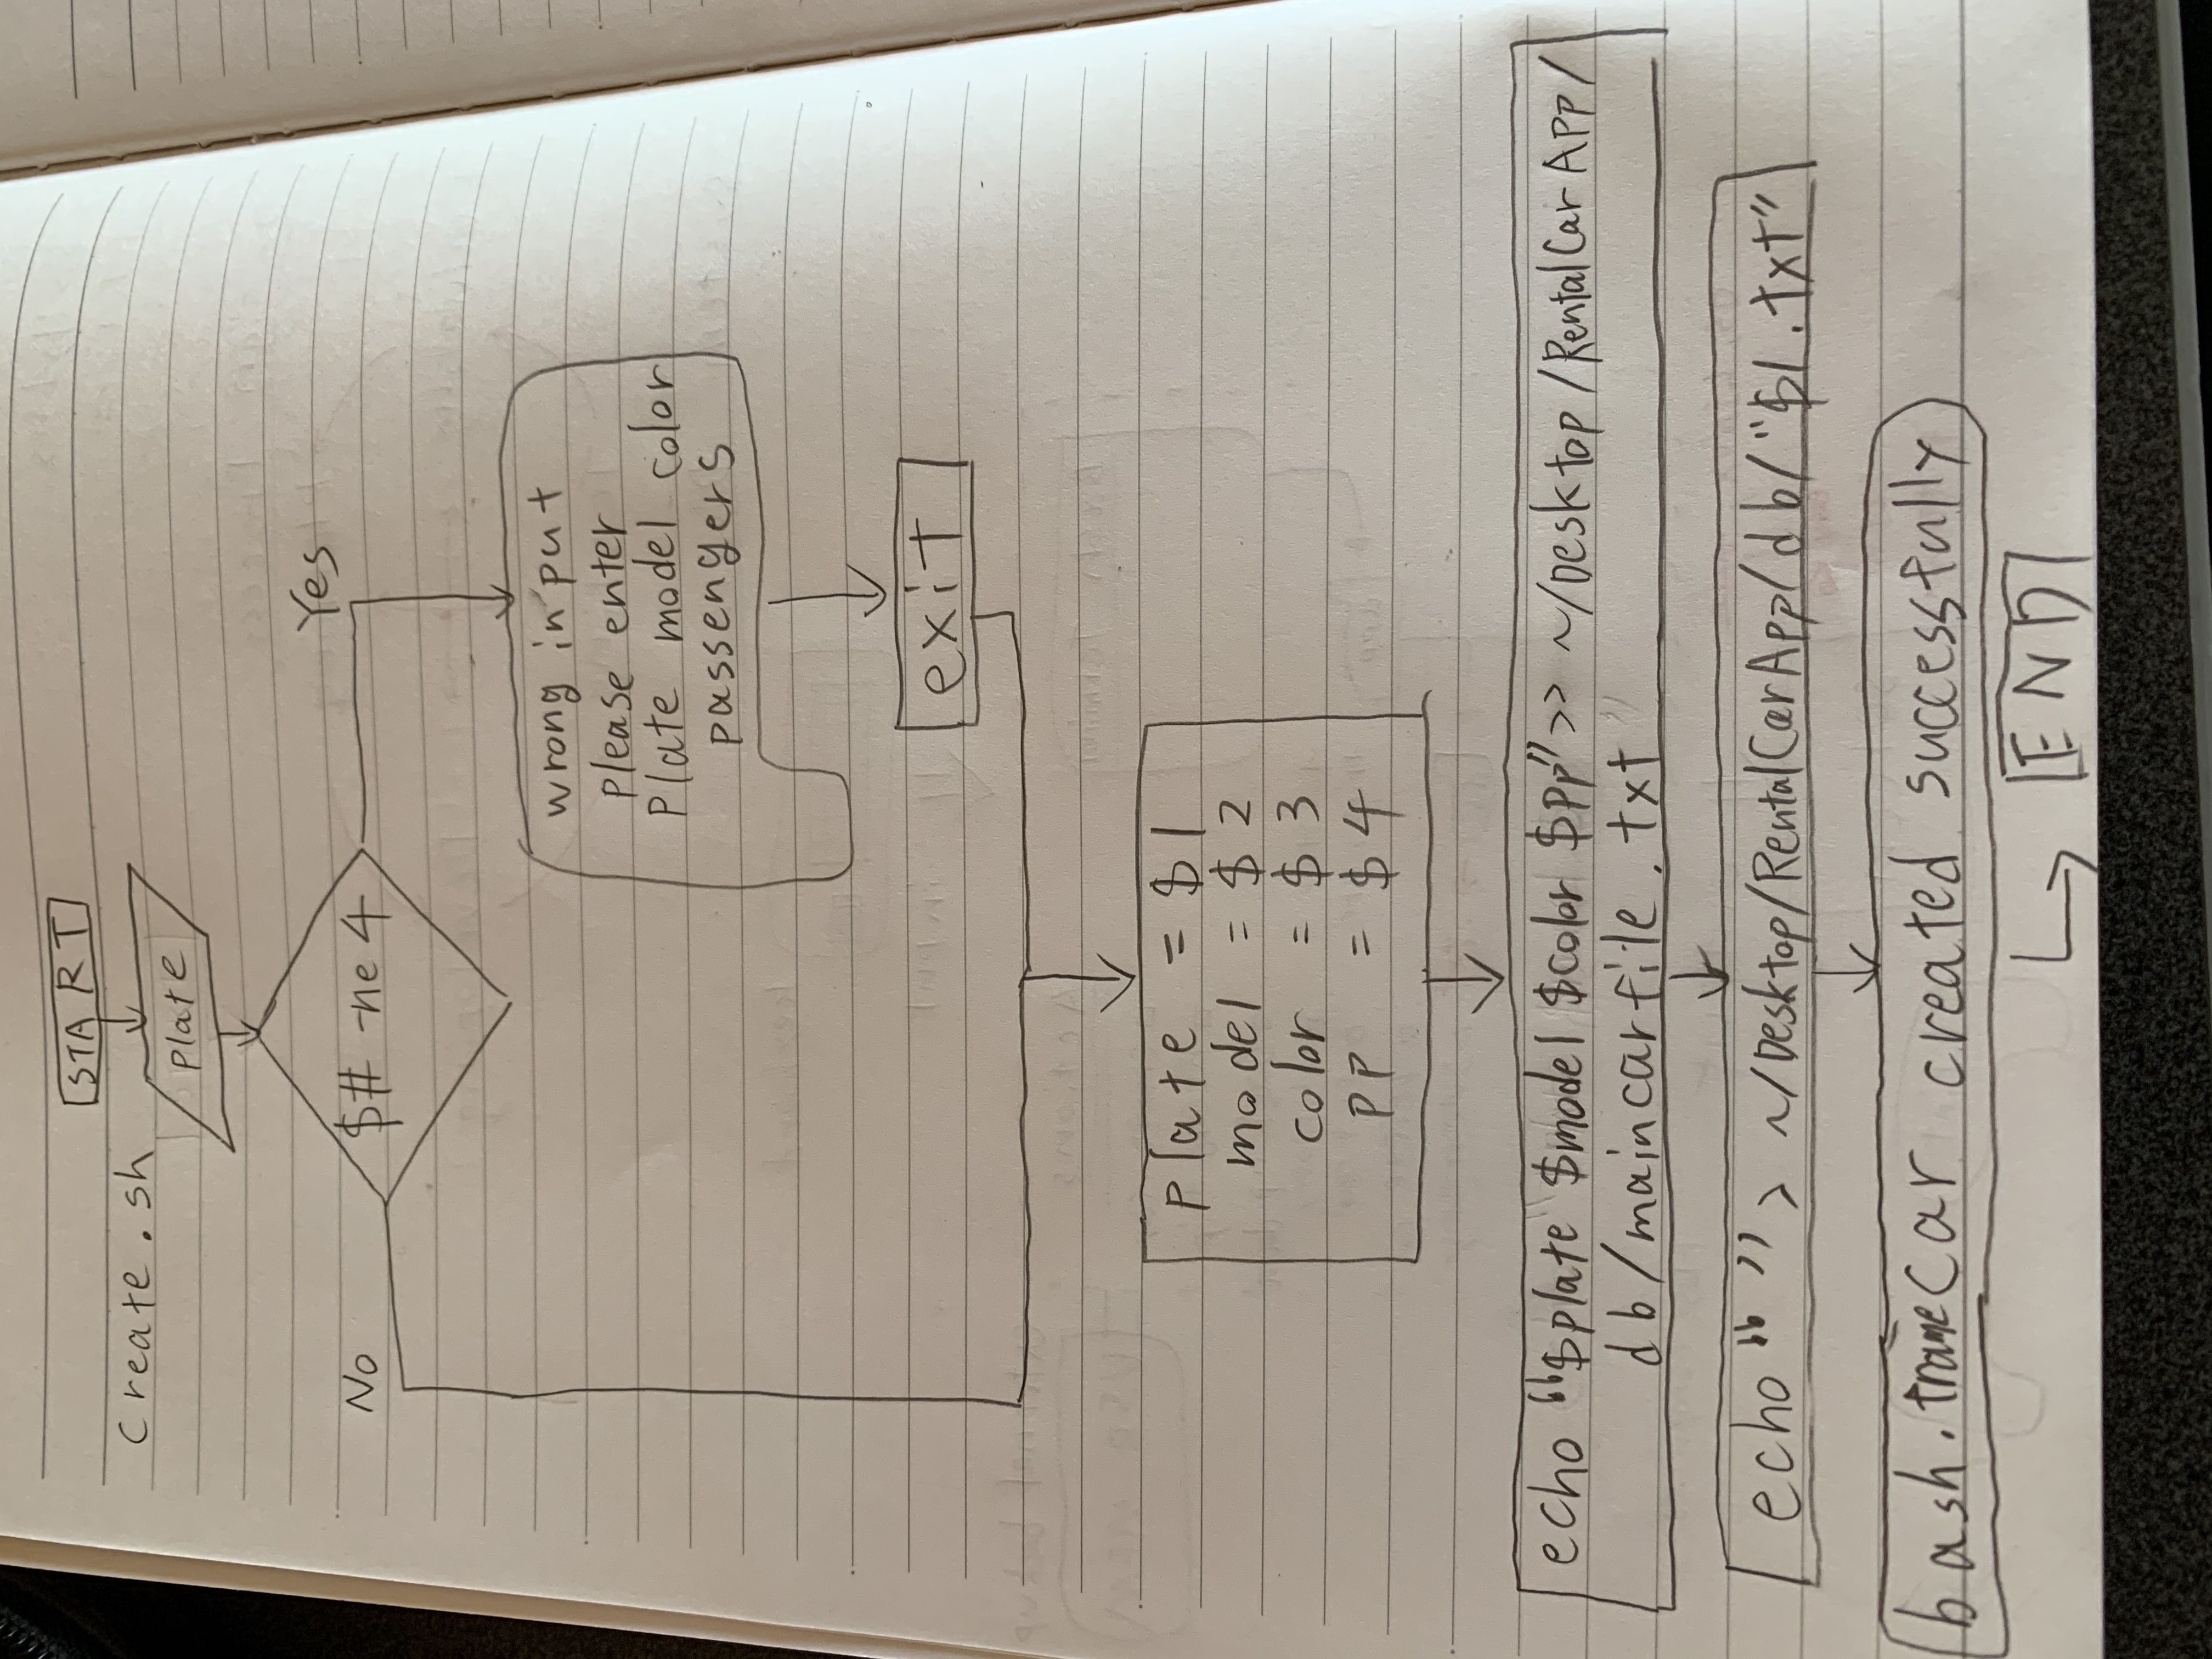 START
Create.sh
Plate
$# -ne 4
Yes
No
wrong input
please enter
Plate model color
passengers
exit
Plate = $1
model = $2
color = $3
PP = $4
echo "$plate $model $color $pp" >> ~/Desktop/RentalCarApp/
db/maincarfile.txt
echo "" > ~/Desktop/RentalCarApp/db/"$1.txt"
bash. Car created successfully
END